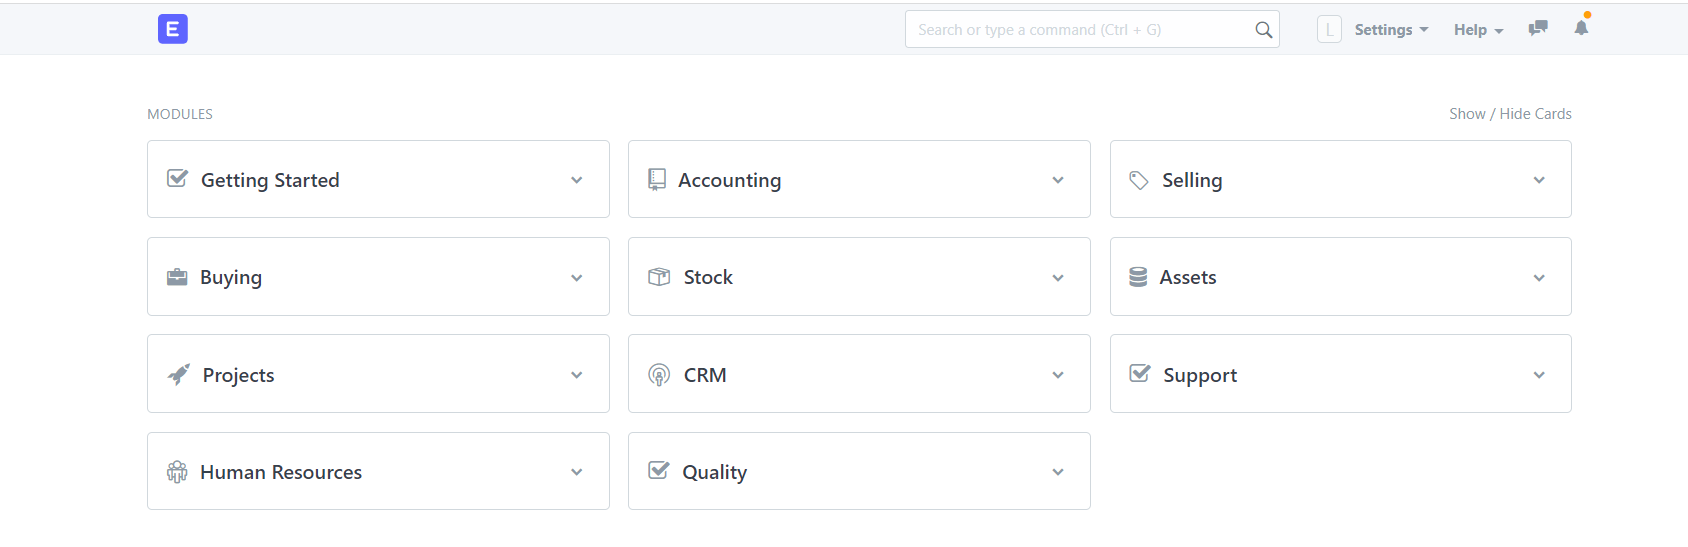 E Search or type a command (Ctrl + G) L Settings Help
MODULES Show / Hide Cards
Getting Started Accounting Selling
Buying Stock Assets
Projects CRM Support
Human Resources Quality